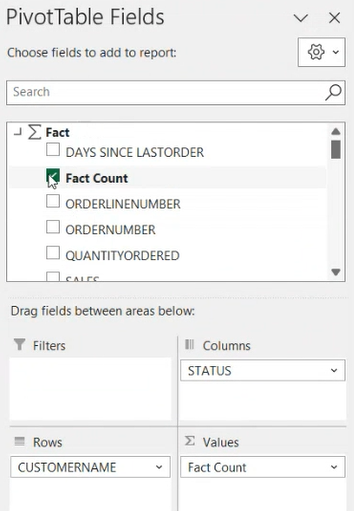 PivotTable Fields
Choose fields to add to report:
Search
Fact
DAYS SINCE LASTORDER
Fact Count
ORDERLINENUMBER
ORDERNUMBER
QUANTITYORDERED
SALES
Drag fields between areas below:
Filters
Columns
STATUS
Rows
Σ Values
CUSTOMERNAME
Fact Count